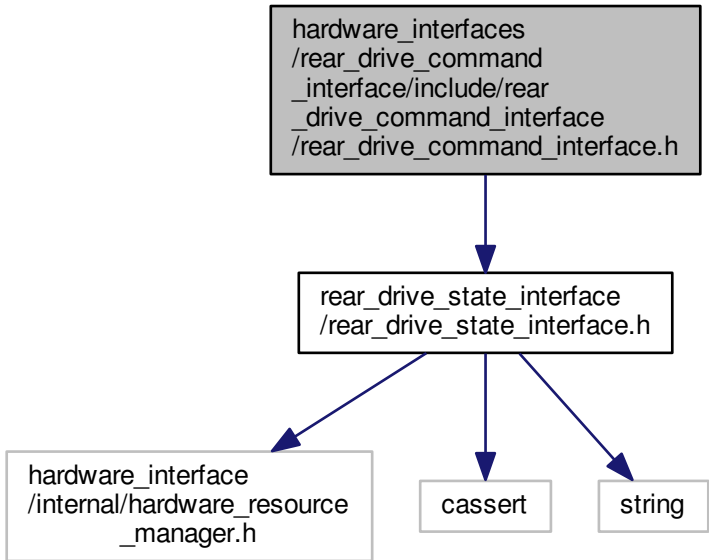 hardware_interfaces
/rear_drive_command
_interface/include/rear
_drive_command_interface
/rear_drive_command_interface.h
rear_drive_state_interface
/rear_drive_state_interface.h
hardware_interface
/internal/hardware_resource
_manager.h
cassert
string